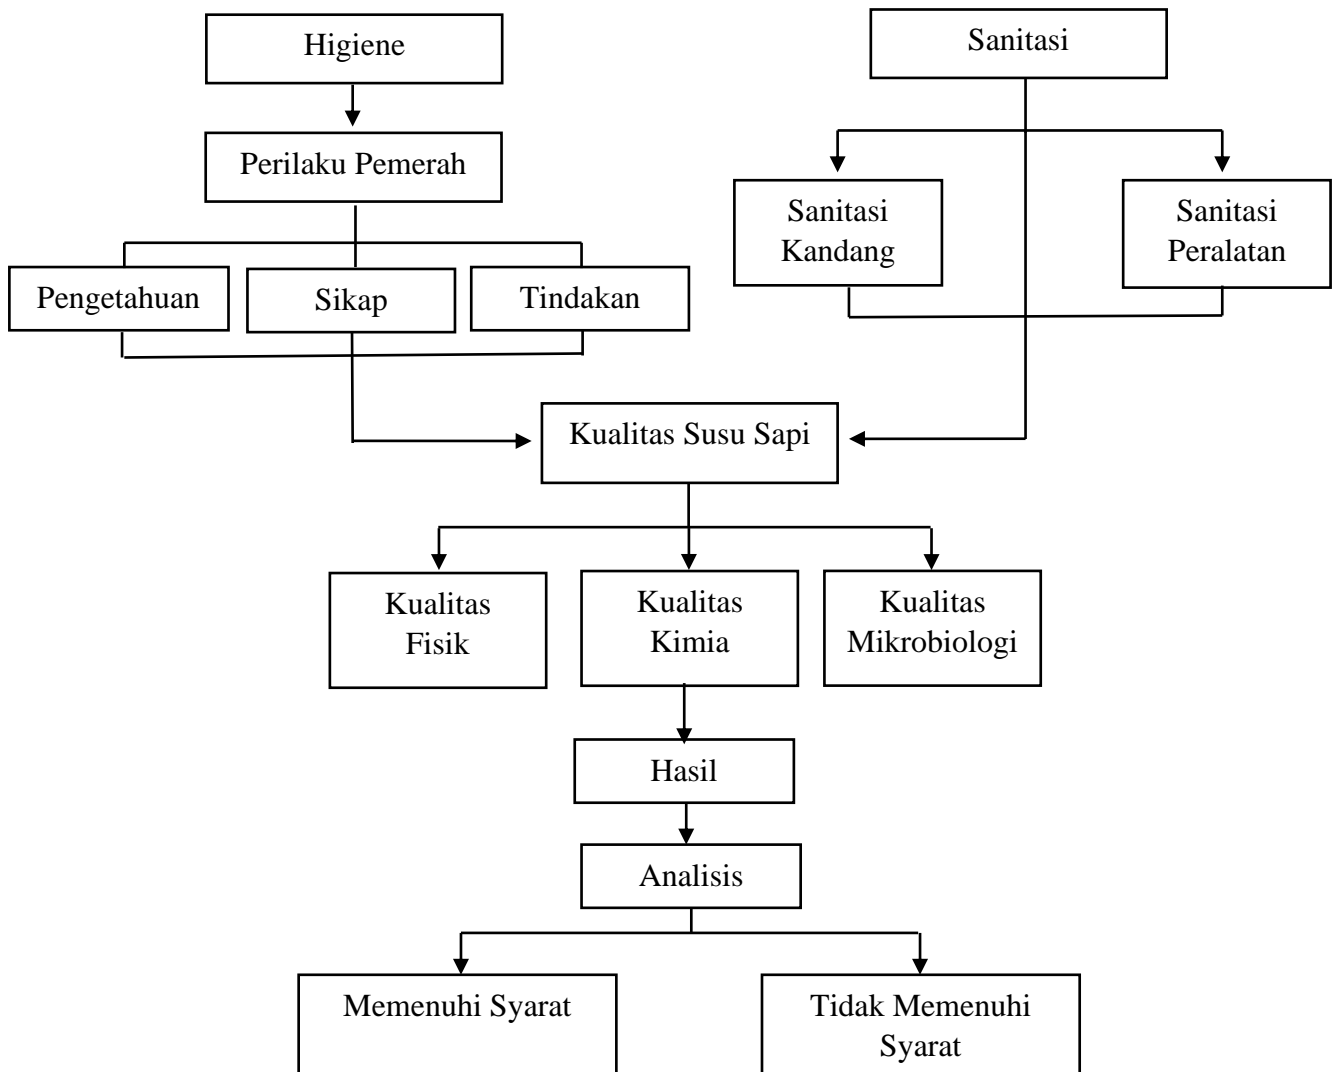 Higiene
Sanitasi
Perilaku Pemerah
Sanitasi
Kandang
Sanitasi
Peralatan
Pengetahuan
Sikap
Tindakan
Kualitas Susu Sapi
Kualitas
Fisik
Kualitas
Kimia
Kualitas
Mikrobiologi
Hasil
Analisis
Memenuhi Syarat
Tidak Memenuhi
Syarat